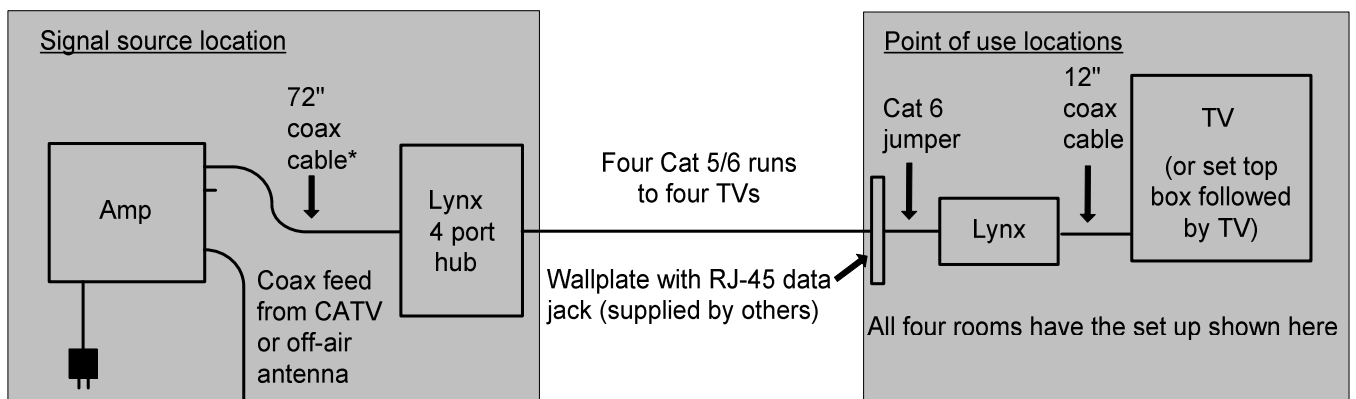 Signal source location
72"
coax
cable*
Amp
Lynx
4 port
hub
Coax feed
from CATV
or off-air
antenna
Four Cat 5/6 runs
to four TVs
Wallplate with RJ-45 data
jack (supplied by others)
Point of use locations
Cat 6
jumper
12"
coax
cable
Lynx
TV
(or set top
box followed
by TV)
All four rooms have the set up shown here